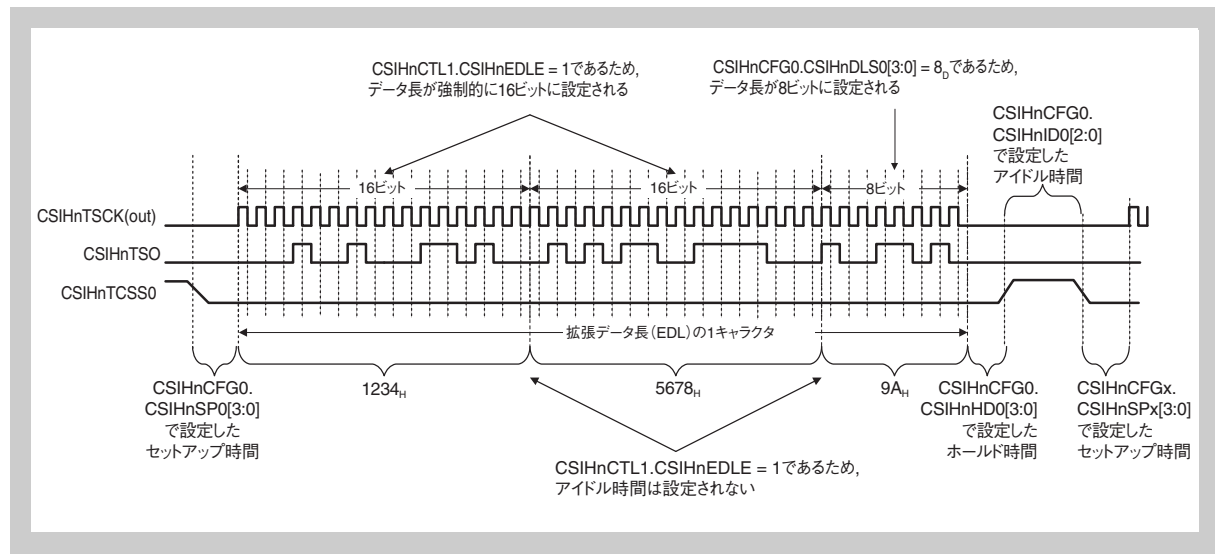 CSIHnCTL1.CSIHnEDLE = 1であるため,
データ長が強制的に16ビットに設定される
CSIHnCFG0.CSIHnDLS0[3:0] = 8Dであるため,
データ長が8ビットに設定される
CSIHnCFG0.
CSIHnID0[2:0]
で設定した
アイドル時間
16ビット
16ビット
8ビット
CSIHnTSCK(out)
CSIHnTSO
CSIHnTCSS0
拡張データ長(EDL)の1キャラクタ
CSIHnCFG0.
CSIHnSP0[3:0]
で設定した
セットアップ時間
1234H
5678H
9AH
CSIHnCFG0.
CSIHnHD0[3:0]
で設定した
ホールド時間
CSIHnCFGx.
CSIHnSPx[3:0]
で設定した
セットアップ時間
CSIHnCTL1.CSIHnEDLE = 1であるため,
アイドル時間は設定されない